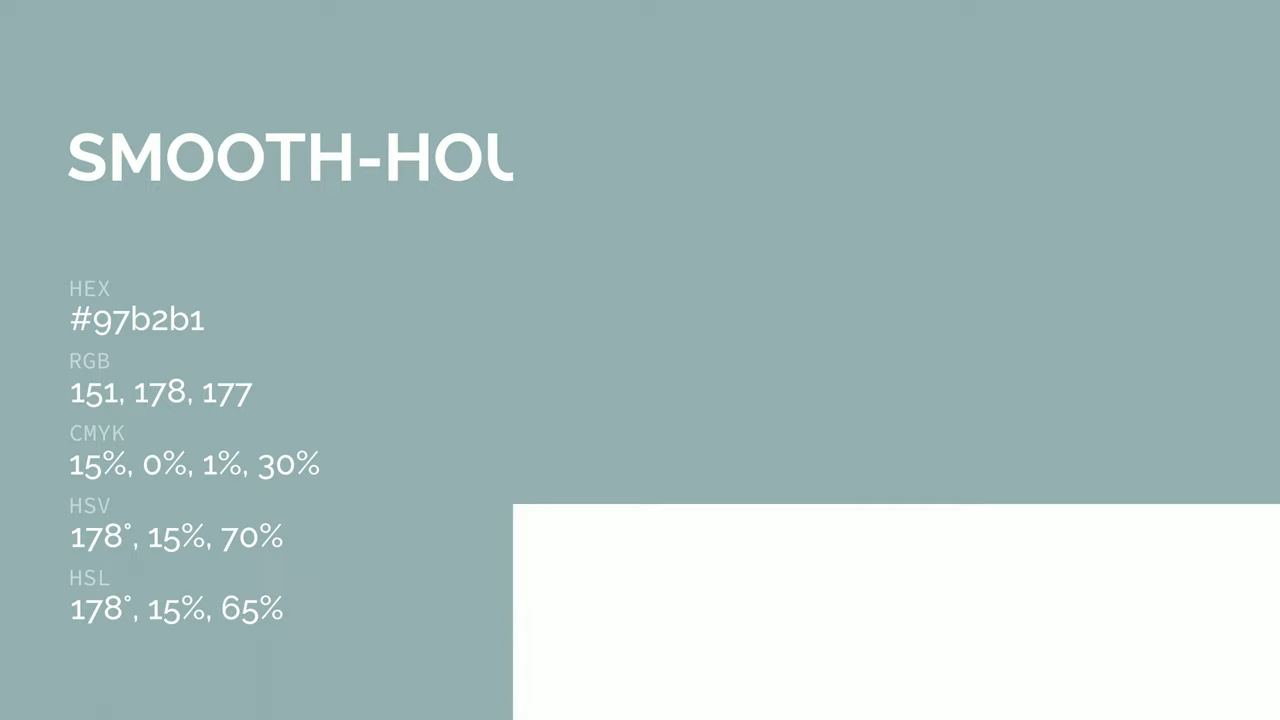 SMOOTH-HOU
HEX
#97b2b1
RGB
151, 178, 177
CMYK
15%, 0%, 1%, 30%
HSV
178°, 15%, 70%
HSL
178°, 15%, 65%